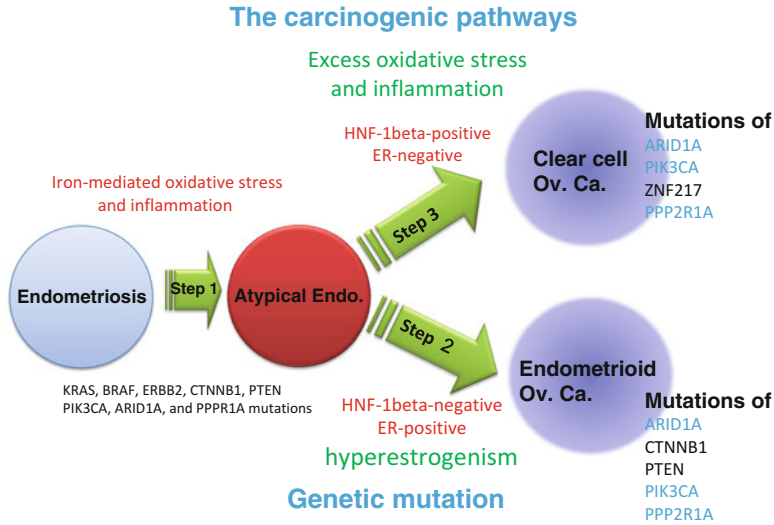 The carcinogenic pathways
Excess oxidative stress
and inflammation
HNF-1beta-positive
ER-negative
Clear cell
Ov. Ca.
Mutations of
ARID1A
PIK3CA
ZNF217
PPP2R1A
Iron-mediated oxidative stress
and inflammation
Step 3
Endometriosis
Step 1
Atypical Endo.
Step 2
KRAS, BRAF, ERBB2, CTNNB1, PTEN
PIK3CA, ARID1A, and PPPR1A mutations
HNF-1beta-negative
ER-positive
hyperestrogenism
Endometrioid
Ov. Ca.
Mutations of
ARID1A
CTNNB1
PTEN
PIK3CA
PPP2R1A
Genetic mutation